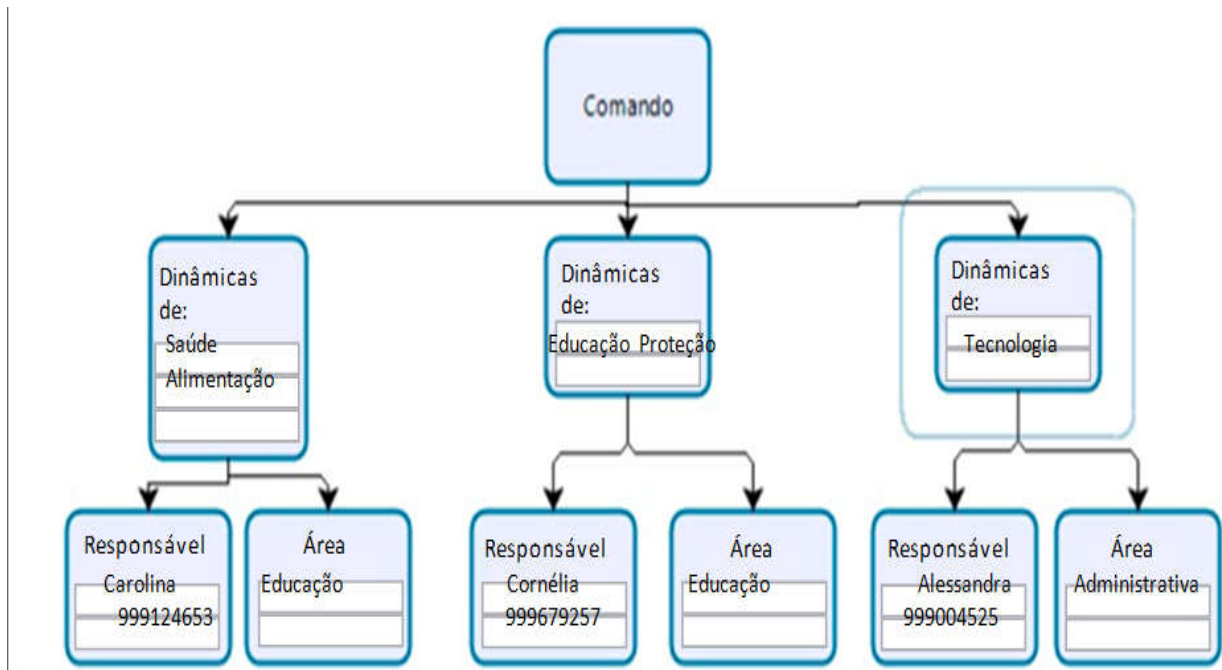 Comando
Dinâmicas
de:
Saúde
Alimentação
Dinâmicas
de:
Educação Proteção
Dinâmicas
de:
Tecnologia
Responsável
Carolina
999124653
Área
Educação
Responsável
Cornélia
999679257
Área
Educação
Responsável
Alessandra
999004525
Área
Administrativa